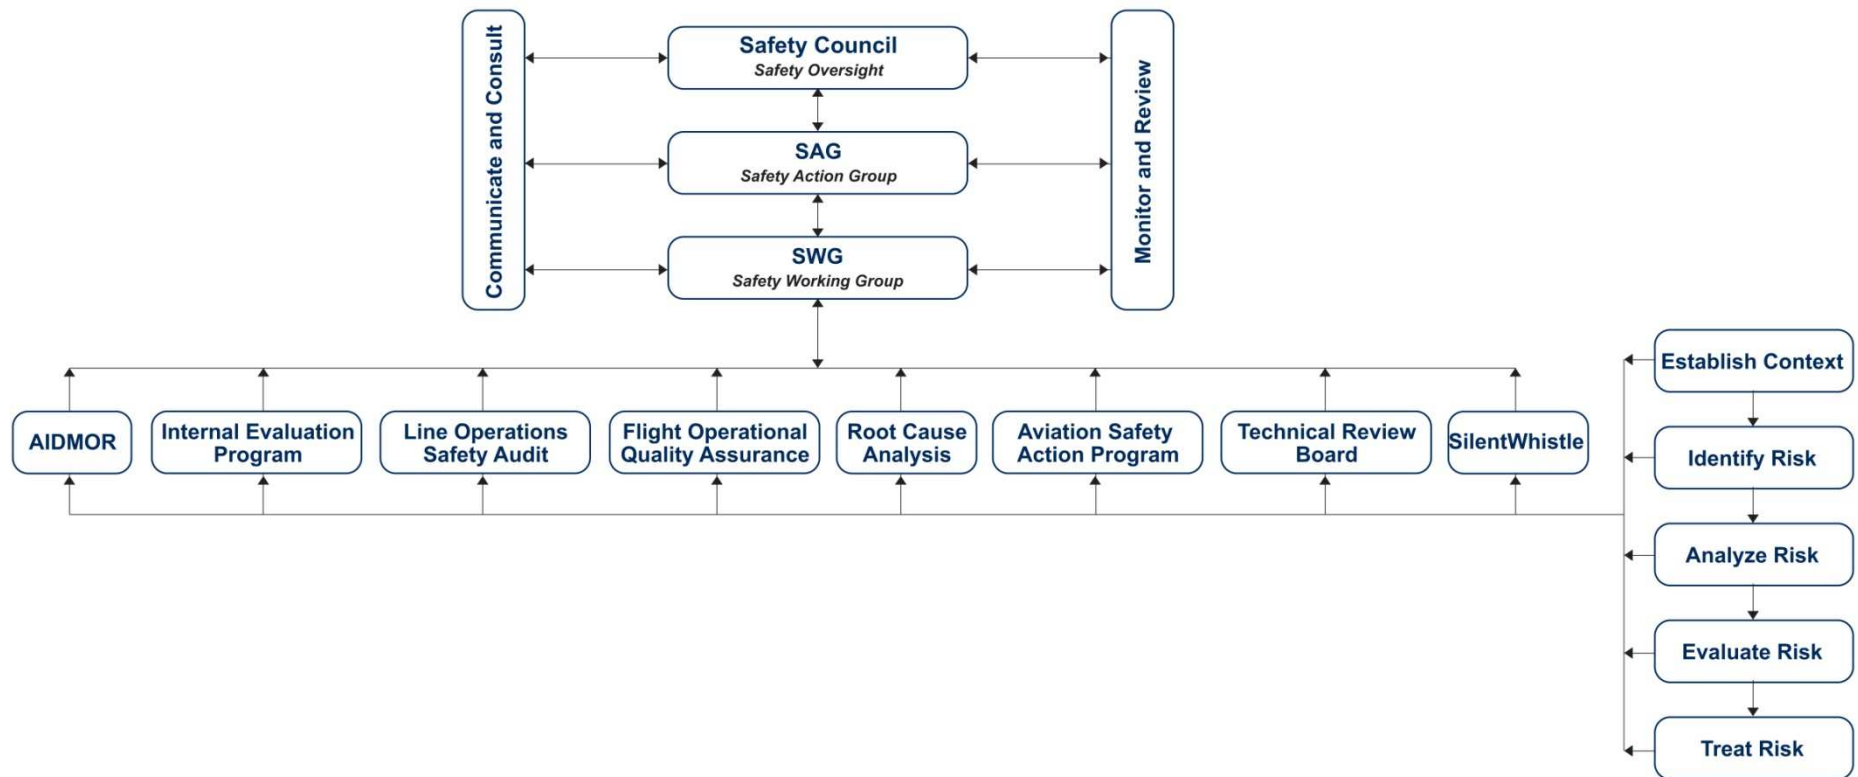 Communicate and Consult
Safety Council
Safety Oversight
SAG
Safety Action Group
SWG
Safety Working Group
Monitor and Review
AIDMOR
Internal Evaluation
Program
Line Operations
Safety Audit
Flight Operational
Quality Assurance
Root Cause
Analysis
Aviation Safety
Action Program
Technical Review
Board
SilentWhistle
Establish Context
Identify Risk
Analyze Risk
Evaluate Risk
Treat Risk